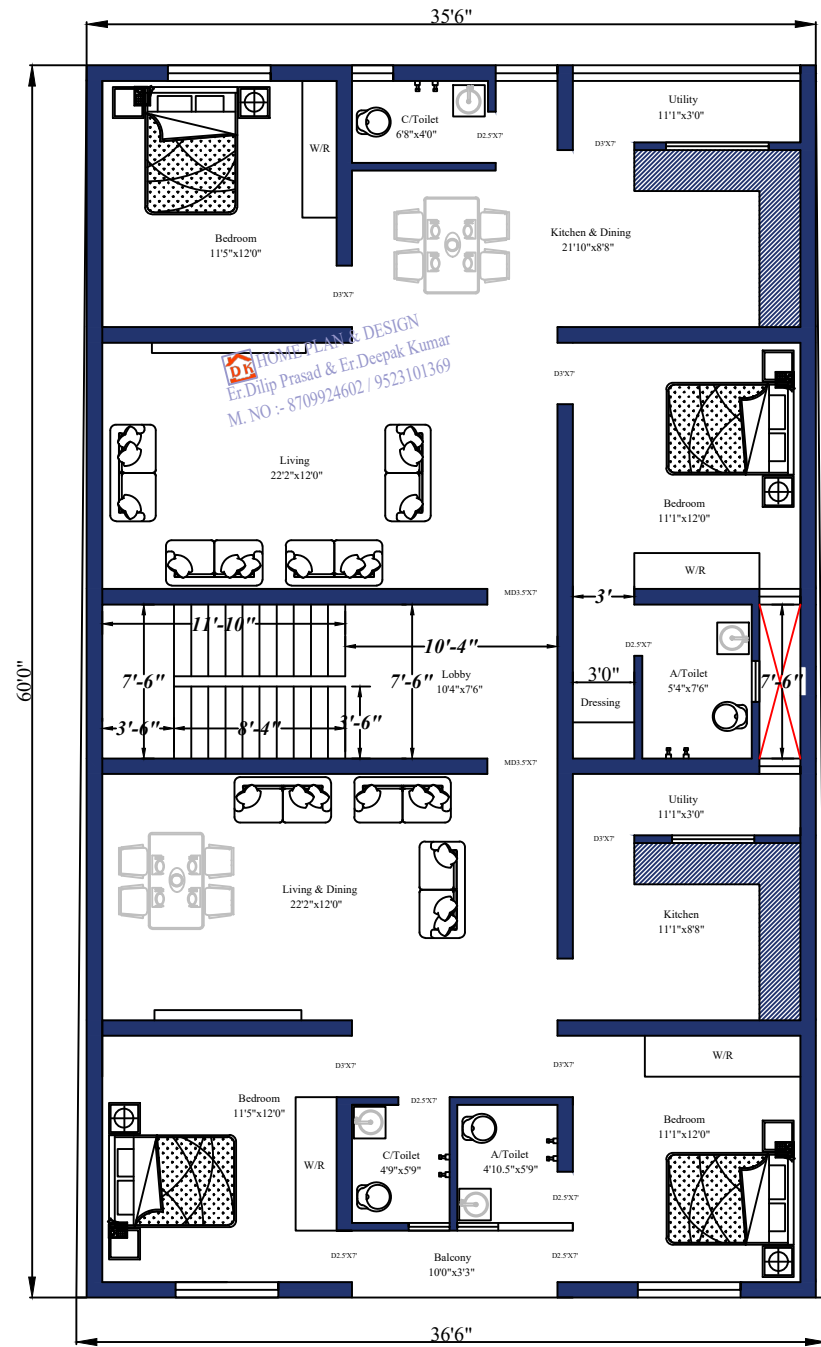 35'6"
C/Toilet
6'8"x4'0"
Utility
11'1"x3'0"
D2.5'X7'
D3'X7'
W/R
Bedroom
11'5"x12'0"
Kitchen & Dining
21'10"x8'8"
D3'X7'
HOME PLAN & DESIGN
DK
Er.Dilip Prasad & Er.Deepak Kumar
M. NO :- 8709924602 / 9523101369
D3'X7'
Living
22'2"x12'0"
Bedroom
11'1"x12'0"
W/R
MD3.5'X7'
3'
11'-10"
10'-4"
D2.5'X7'
60'0"
7'-6"
7'-6"
Lobby
10'4"x7'6"
3'0"
A/Toilet
5'4"x7'6"
7'-6"
Dressing
3'-6"
8'-4"
3'-6"
MD3.5'X7'
Utility
11'1"x3'0"
D3'X7'
Living & Dining
22'2"x12'0"
Kitchen
11'1"x8'8"
W/R
D3'X7'
D3'X7'
Bedroom
11'5"x12'0"
D2.5'X7'
Bedroom
11'1"x12'0"
W/R
C/Toilet
4'9"x5'9"
A/Toilet
4'10.5"x5'9"
D2.5'X7'
D2.5'X7'
Balcony
10'0"x3'3"
D2.5'X7'
36'6"